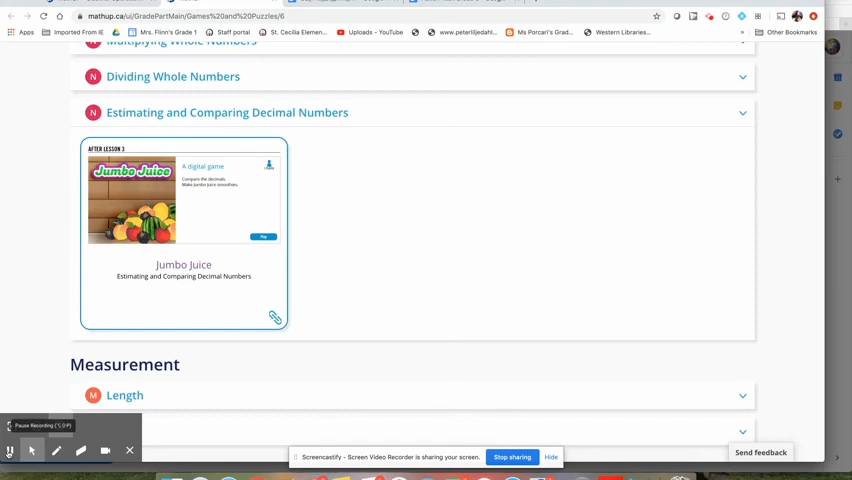 mathup.ca/ui/GradePartMain/Games%20and%20Puzzles/6
Apps
Imported From IE
Mrs. Flinn's Grade 1
Staff portal
St. Cecilia Elemen...
Uploads - YouTube
www.peterliljedahl...
Ms Porcari's Grad...
Western Libraries...
»
Other Bookmarks
Multiplying Whole Numbers
N Dividing Whole Numbers
N Estimating and Comparing Decimal Numbers
AFTER LESSON 3
Jumbo Juice
A digital game
Compare the decimals.
Make Jumbo Juice smoothies.
Play
Jumbo Juice
Estimating and Comparing Decimal Numbers
Measurement
M Length
Pause Recording (⌥⇧P)
Screencastify - Screen Video Recorder is sharing your screen.
Stop sharing
Hide
Send feedback